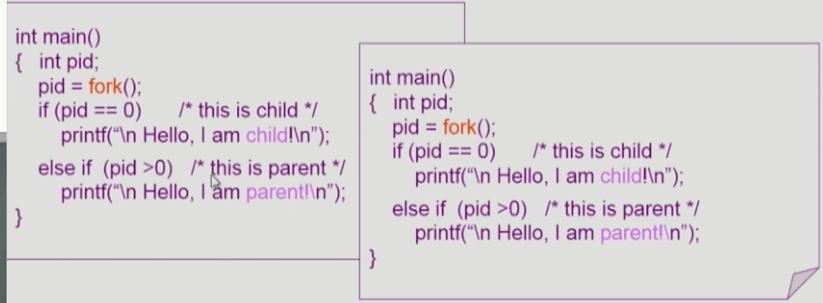 int main()
{ int pid;
pid = fork();
if (pid == 0) /* this is child */
printf(“\n Hello, I am child!\n”);
else if (pid >0) /* this is parent */
printf(“\n Hello, I am parent!\n”);
}
int main()
{ int pid;
pid = fork();
if (pid == 0) /* this is child */
printf(“\n Hello, I am child!\n”);
else if (pid >0) /* this is parent */
printf(“\n Hello, I am parent!\n”);
}